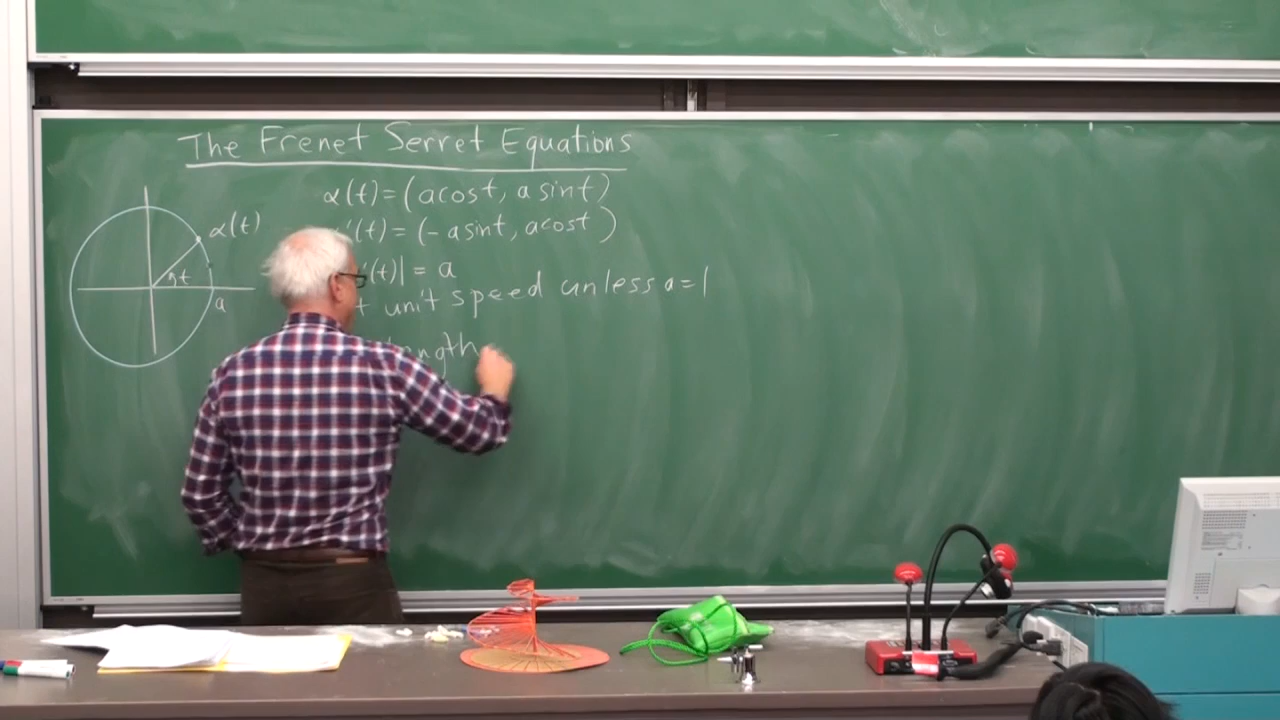 The Frenet Serret Equations
α(t) = (a cos t, a sin t)
'(t) = (- a sin t, a cos t)
'(t)| = a
t unit speed unless a = 1
ength
α(t)
t
a